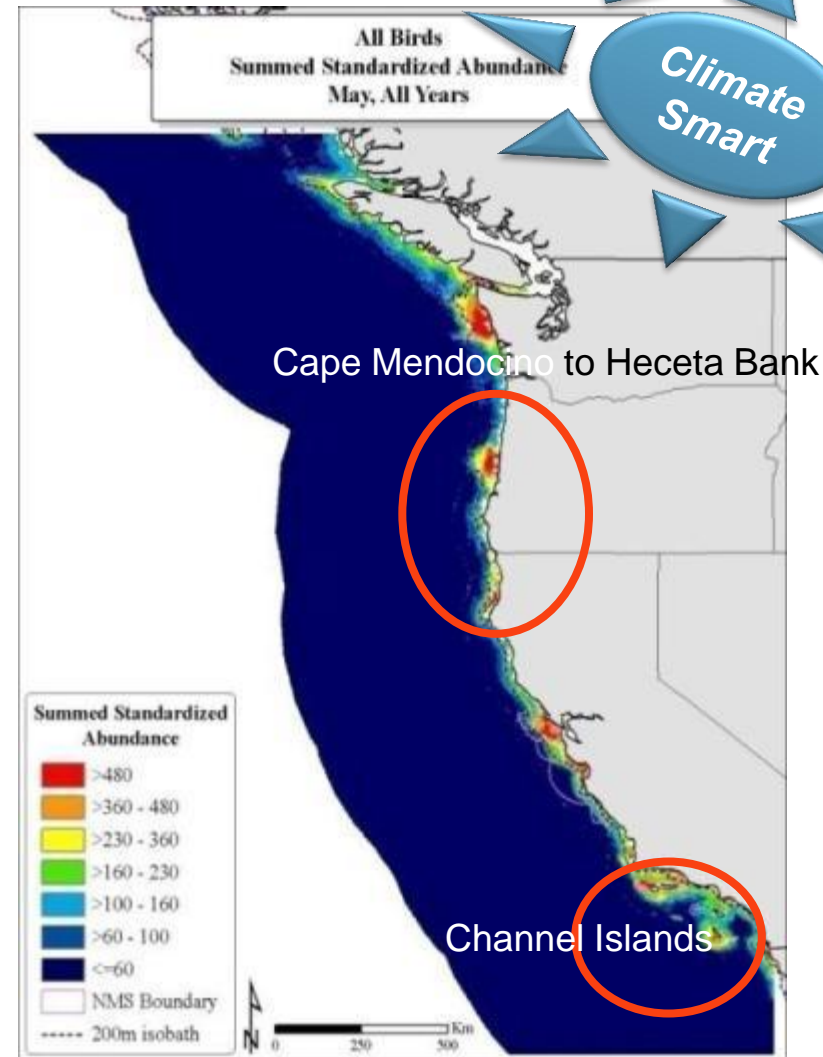 All Birds
Summed Standardized Abundance
May, All Years
Climate
Smart
Cape Mendocino to Heceta Bank
Channel Islands
Summed Standardized
Abundance
>480
>360 - 480
>230 - 360
>160 - 230
>100 - 160
>60 - 100
<=60
NMS Boundary
200m isobath
N
Km
0 250 500